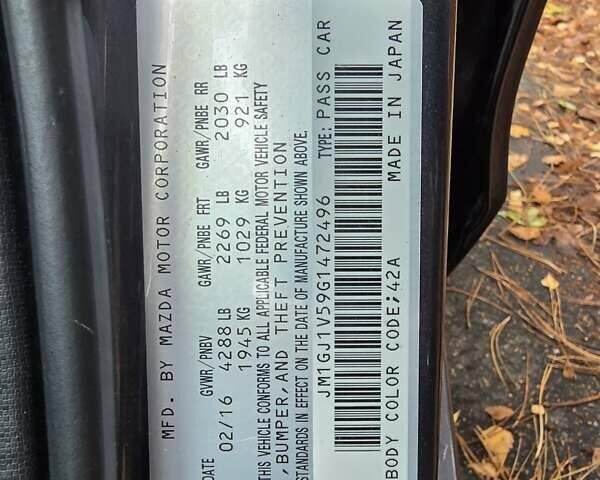 MFD. BY MAZDA MOTOR CORPORATION
DATE GVWR/PNBV GAWR/PNBE FRT GAWR/PNBE RR
02/16 4288 LB 2269 LB 2030 LB
1945 KG 1029 KG 921 KG
THIS VEHICLE CONFORMS TO ALL APPLICABLE FEDERAL MOTOR VEHICLE SAFETY
,BUMPER,AND THEFT PREVENTION
STANDARDS IN EFFECT ON THE DATE OF MANUFACTURE SHOWN ABOVE.
JM1GJ1V59G1472496 TYPE: PASS CAR
BODY COLOR CODE;42A MADE IN JAPAN